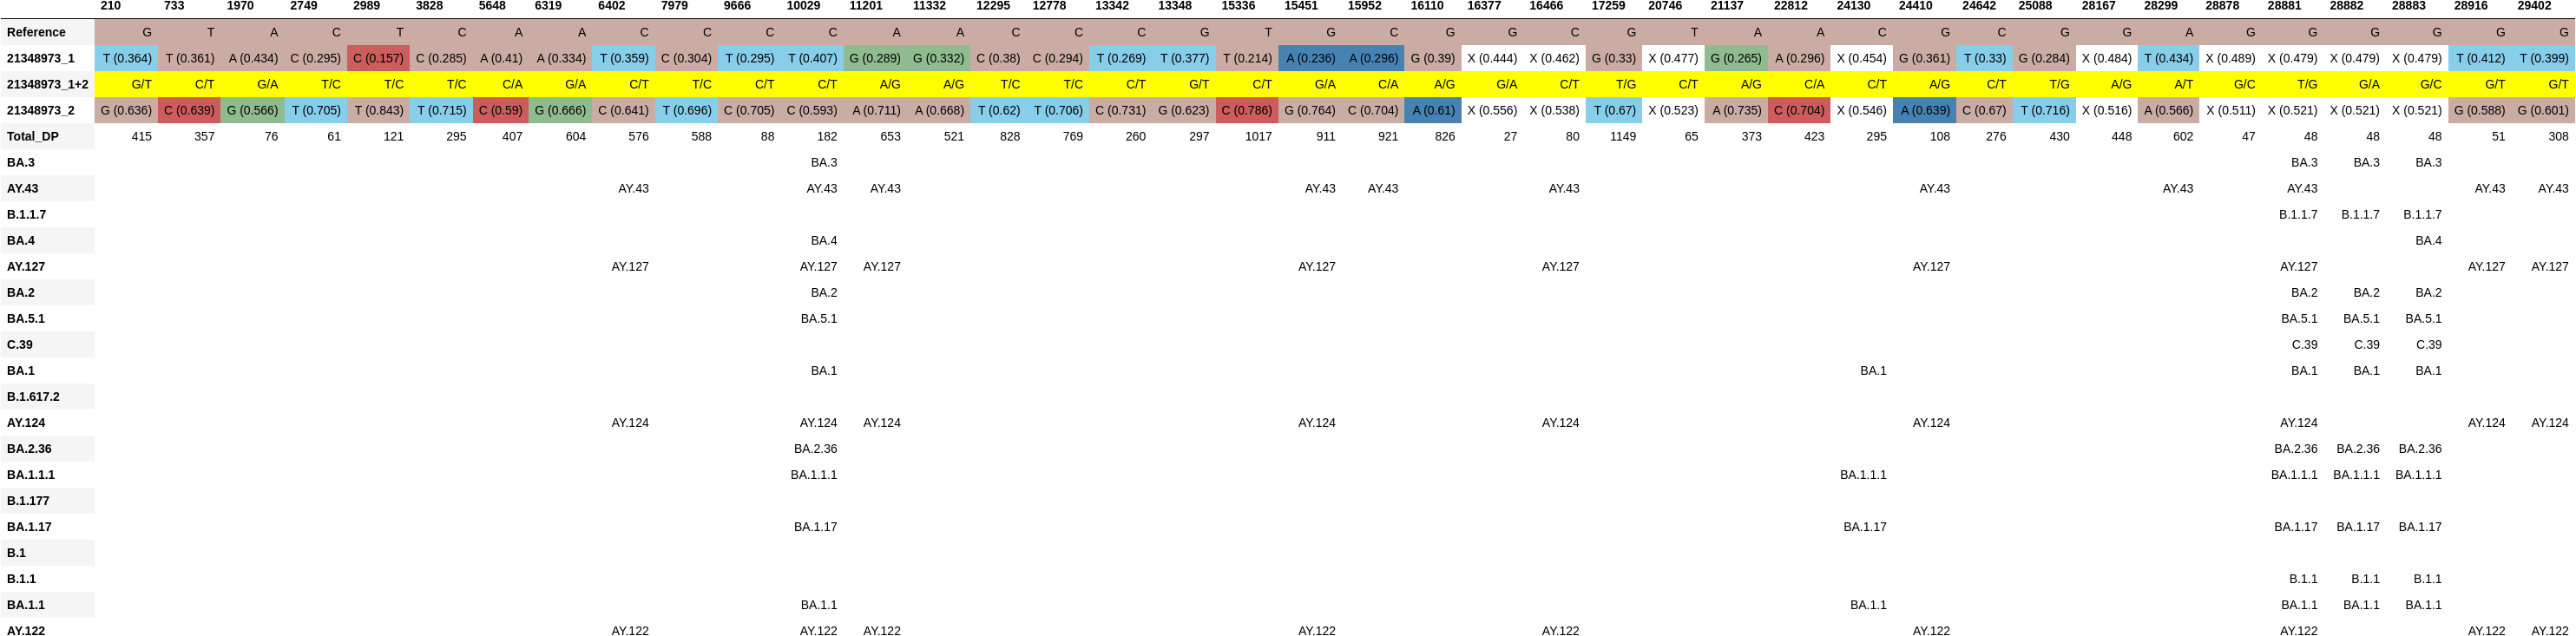 210 733 1970 2749 2989 3828 5648 6319 6402 7979 9666 10029 11201 11332 12295 12778 13342 13348 15336 15451 15952 16110 16377 16466 17259 20746 21137 22812 24130 24410 24642 25088 28167 28299 28878 28881 28882 28883 28916 29402
Reference G T A C T C A A C C C C A A C C C G T G C G G C G T A A C G C G G A G G G G G G
21348973_1 T (0.364) T (0.361) A (0.434) C (0.295) C (0.157) C (0.285) A (0.41) A (0.334) T (0.359) C (0.304) T (0.295) T (0.407) G (0.289) G (0.332) C (0.38) C (0.294) T (0.269) T (0.377) T (0.214) A (0.236) A (0.296) G (0.39) X (0.444) X (0.462) G (0.33) X (0.477) G (0.265) A (0.296) X (0.454) G (0.361) T (0.33) G (0.284) X (0.484) T (0.434) X (0.489) X (0.479) X (0.479) X (0.479) T (0.412) T (0.399)
21348973_1+2 G/T C/T G/A T/C T/C T/C C/A G/A C/T T/C C/T C/T A/G A/G T/C T/C C/T G/T C/T G/A C/A A/G G/A C/T T/G C/T A/G C/A C/T A/G C/T T/G A/G A/T G/C T/G G/A G/C G/T G/T
21348973_2 G (0.636) C (0.639) G (0.566) T (0.705) T (0.843) T (0.715) C (0.59) G (0.666) C (0.641) T (0.696) C (0.705) C (0.593) A (0.711) A (0.668) T (0.62) T (0.706) C (0.731) G (0.623) C (0.786) G (0.764) C (0.704) A (0.61) X (0.556) X (0.538) T (0.67) X (0.523) A (0.735) C (0.704) X (0.546) A (0.639) C (0.67) T (0.716) X (0.516) A (0.566) X (0.511) X (0.521) X (0.521) X (0.521) G (0.588) G (0.601)
Total_DP 415 357 76 61 121 295 407 604 576 588 88 182 653 521 828 769 260 297 1017 911 921 826 27 80 1149 65 373 423 295 108 276 430 448 602 47 48 48 48 51 308
BA.3 BA.3 BA.3 BA.3 BA.3
AY.43 AY.43 AY.43 AY.43 AY.43 AY.43 AY.43 AY.43 AY.43 AY.43 AY.43 AY.43
B.1.1.7 B.1.1.7 B.1.1.7 B.1.1.7
BA.4 BA.4 BA.4
AY.127 AY.127 AY.127 AY.127 AY.127 AY.127 AY.127 AY.127 AY.127 AY.127
BA.2 BA.2 BA.2 BA.2 BA.2
BA.5.1 BA.5.1 BA.5.1 BA.5.1 BA.5.1
C.39 C.39 C.39 C.39
BA.1 BA.1 BA.1 BA.1 BA.1 BA.1
B.1.617.2
AY.124 AY.124 AY.124 AY.124 AY.124 AY.124 AY.124 AY.124 AY.124 AY.124
BA.2.36 BA.2.36 BA.2.36 BA.2.36 BA.2.36
BA.1.1.1 BA.1.1.1 BA.1.1.1 BA.1.1.1 BA.1.1.1 BA.1.1.1
B.1.177
BA.1.17 BA.1.17 BA.1.17 BA.1.17 BA.1.17 BA.1.17
B.1
B.1.1 B.1.1 B.1.1 B.1.1
BA.1.1 BA.1.1 BA.1.1 BA.1.1 BA.1.1 BA.1.1
AY.122 AY.122 AY.122 AY.122 AY.122 AY.122 AY.122 AY.122 AY.122 AY.122